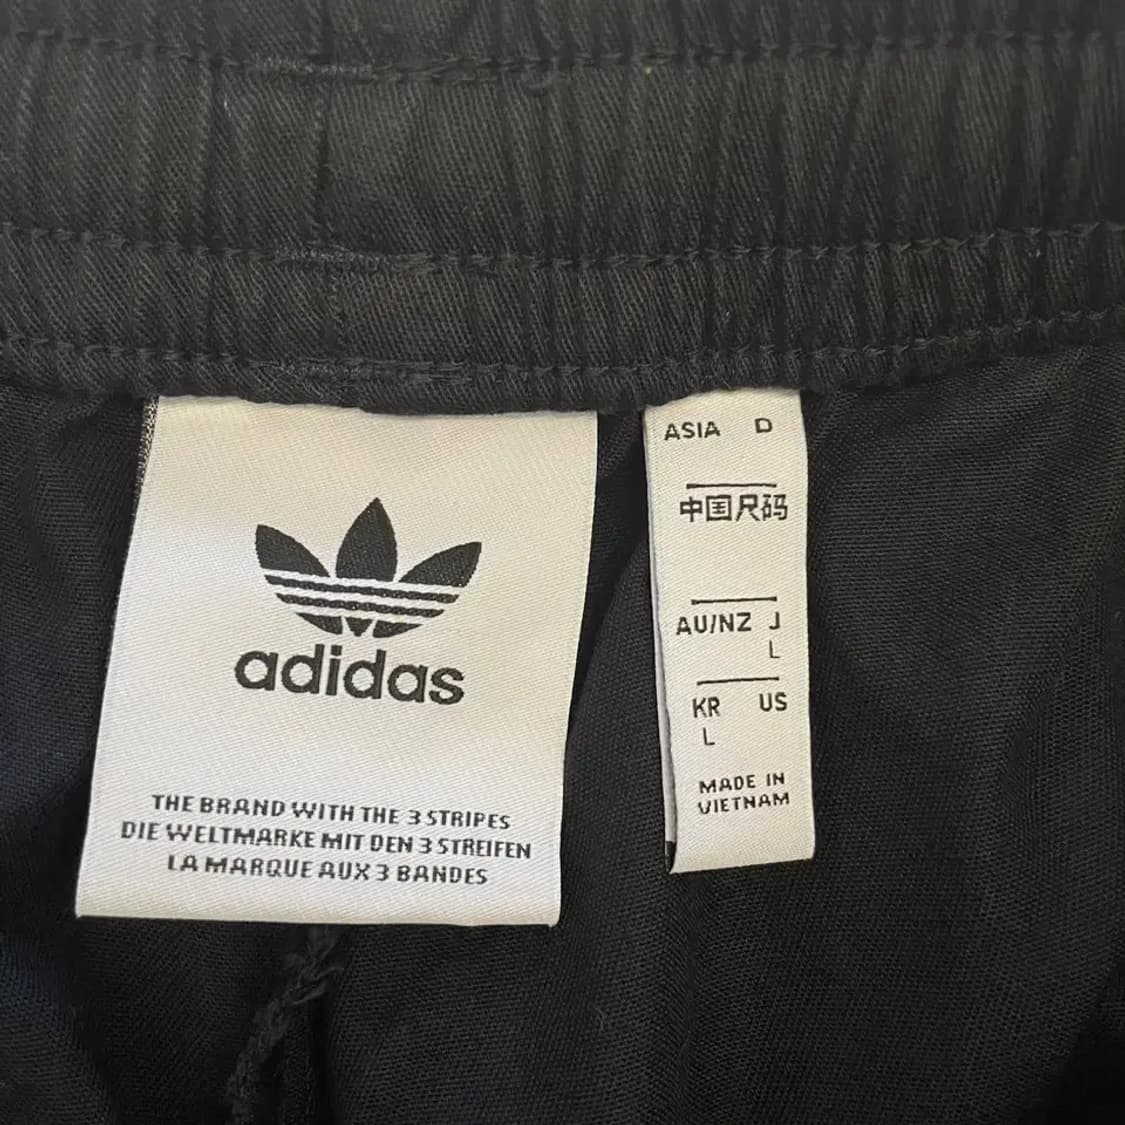 adidas
THE BRAND WITH THE 3 STRIPES
DIE WELTMARKE MIT DEN 3 STREIFEN
LA MARQUE AUX 3 BANDES
ASIA D
中国尺码
AU/NZ J
L
KR US
L
MADE IN
VIETNAM